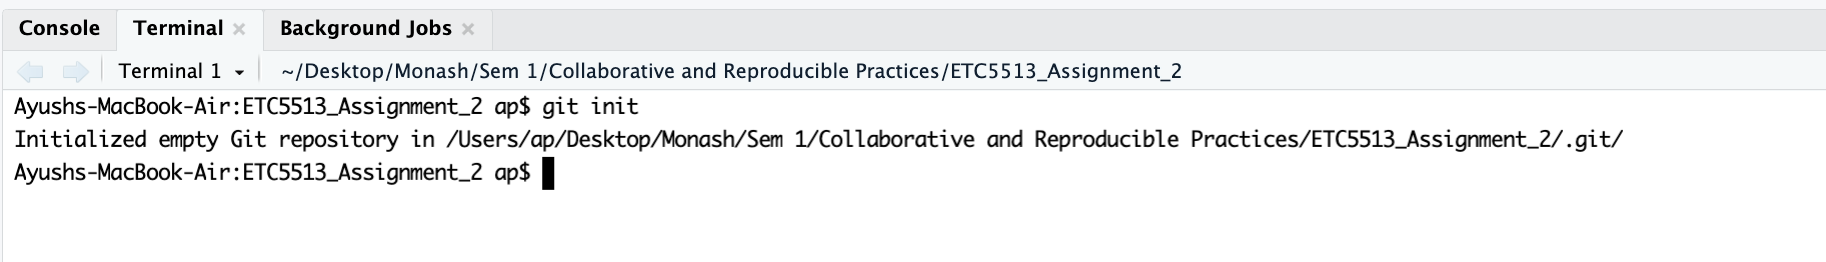 Console Terminal × Background Jobs ×
Terminal 1 ~/Desktop/Monash/Sem 1/Collaborative and Reproducible Practices/ETC5513_Assignment_2
Ayushs-MacBook-Air:ETC5513_Assignment_2 ap$ git init
Initialized empty Git repository in /Users/ap/Desktop/Monash/Sem 1/Collaborative and Reproducible Practices/ETC5513_Assignment_2/.git/
Ayushs-MacBook-Air:ETC5513_Assignment_2 ap$